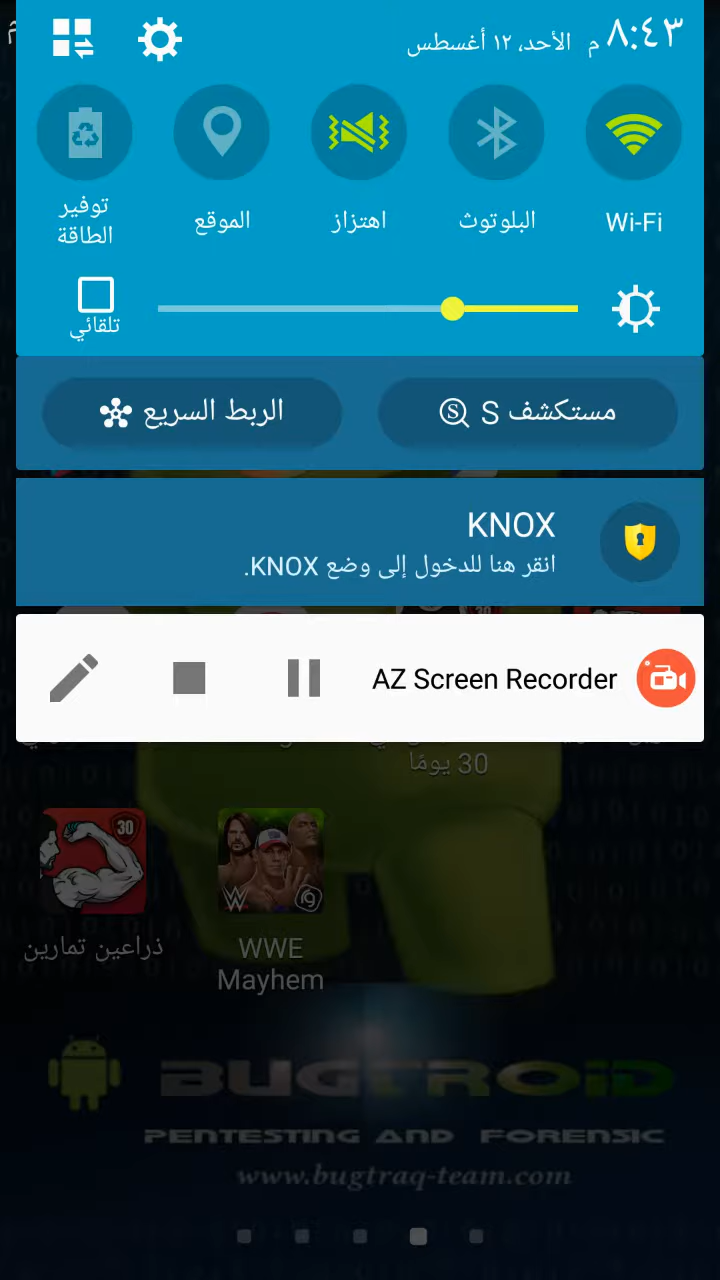 ٨:٤٣ م الأحد، ١٢ أغسطس
Wi-Fi
البلوتوث
اهتزاز
الموقع
توفير
الطاقة
تلقائي
مستكشف S
الربط السريع
KNOX
انقر هنا للدخول إلى وضع KNOX.
AZ Screen Recorder
30 يومًا
30
ذراعين تمارين
WWE
Mayhem
BUGTROID
PENTESTING AND FORENSIC
www.bugtraq-team.com